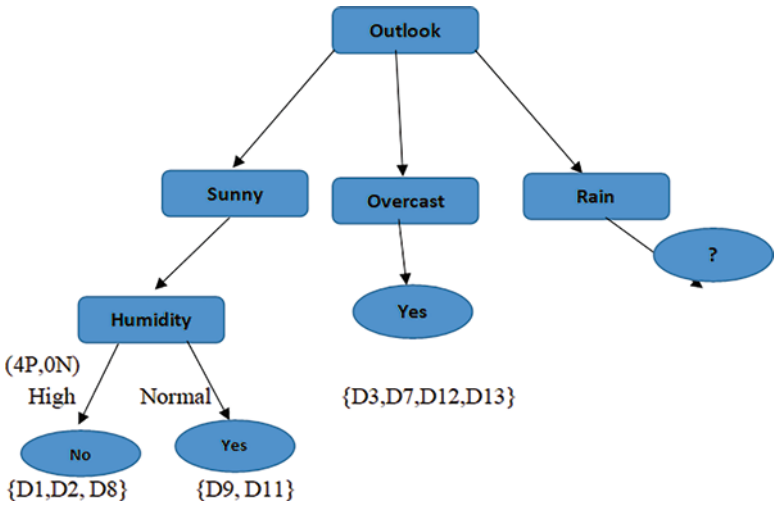 Outlook
Sunny
Overcast
Rain
?
Humidity
Yes
(4P,0N)
High
Normal
{D3,D7,D12,D13}
No
Yes
{D1,D2, D8}
{D9, D11}